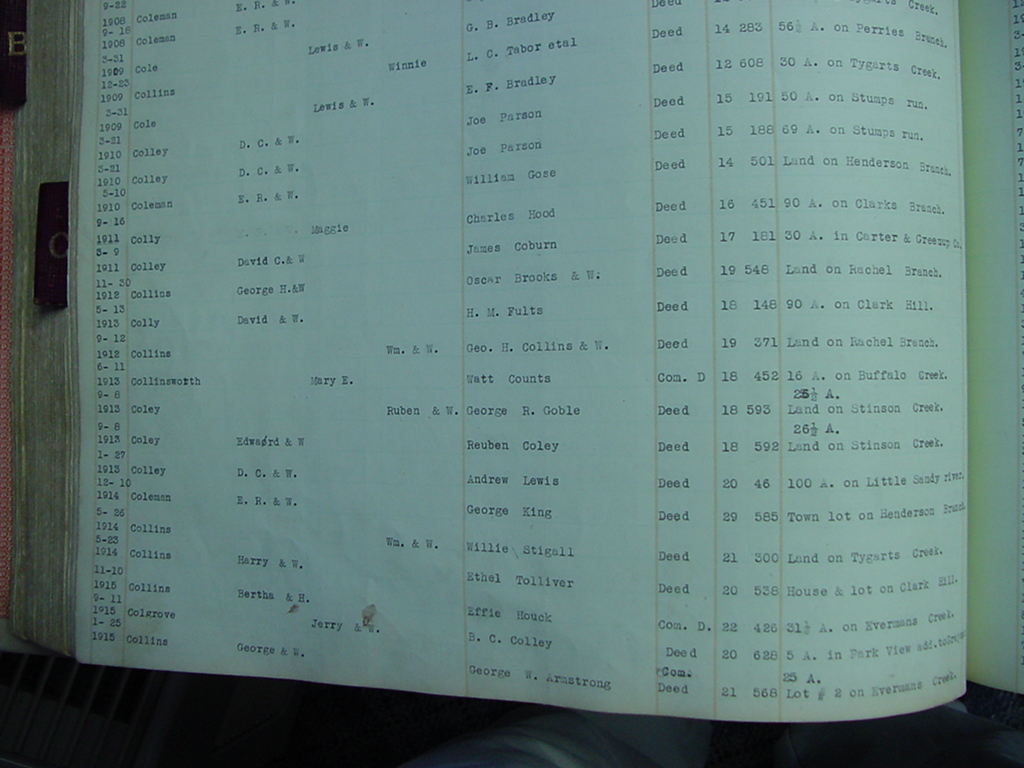 B
C
9-22
1908 Coleman E. R. & W.
9- 18
1908 Coleman E. R. & W.
3-31
1909 Cole Lewis & W. G. B. Bradley Deed Tygarts Creek.
12-23
1909 Collins Winnie L. C. Tabor etal Deed 14 283 56½ A. on Perries Branch.
3-31
1909 Cole Lewis & W. E. F. Bradley Deed 12 608 30 A. on Tygarts Creek.
3-21
1910 Colley D. C. & W. Joe Parson Deed 15 191 50 A. on Stumps run.
3-21
1910 Colley D. C. & W. Joe Parson Deed 15 188 69 A. on Stumps run.
5-10
1910 Coleman E. R. & W. William Gose Deed 14 501 Land on Henderson Branch.
9- 16
1911 Colly Maggie Charles Hood Deed 16 451 90 A. on Clarks Branch.
3- 9
1911 Colley David C.& W James Coburn Deed 17 181 30 A. in Carter & Greenup Co.
11- 30
1912 Collins George H.&W Oscar Brooks & W. Deed 19 548 Land on Rachel Branch.
5- 13
1913 Colly David & W. H. M. Fults Deed 18 148 90 A. on Clark Hill.
9- 12
1912 Collins Wm. & W. Geo. H. Collins & W. Deed 19 371 Land on Rachel Branch.
6- 11
1913 Collinsworth Mary E. Watt Counts Com. D 18 452 16 A. on Buffalo Creek.
9- 8 25½ A.
1913 Coley Ruben & W. George R. Goble Deed 18 593 Land on Stinson Creek.
9- 8 26½ A.
1913 Coley Edward & W Reuben Coley Deed 18 592 Land on Stinson Creek.
1- 27
1913 Colley D. C. & W. Andrew Lewis Deed 20 46 100 A. on Little Sandy river.
12- 10
1914 Coleman E. R. & W. George King Deed 29 585 Town lot on Henderson Branch
5- 26
1914 Collins Wm. & W. Willie Stigall Deed 21 300 Land on Tygarts Creek.
5-23
1914 Collins Harry & W. Ethel Tolliver Deed 20 538 House & lot on Clark Hill.
11-10
1915 Collins Bertha & H. Effie Houck Com. D. 22 426 31½ A. on Evermans Creek.
9- 11
1915 Colgrove Jerry & W. B. C. Colley Deed 20 628 5 A. in Park View add.to
1- 25 Com. 25 A.
1915 Collins George & W. George W. Armstrong Deed 21 568 Lot # 2 on Evermans Creek.